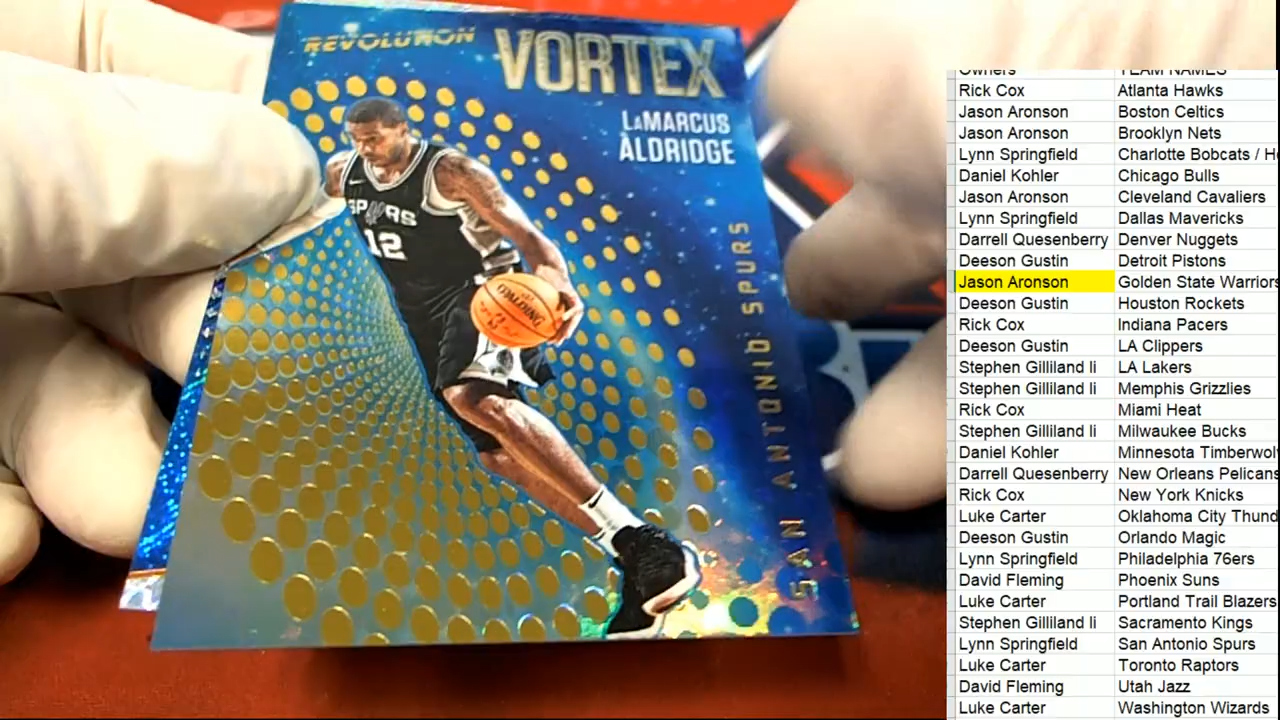 REVOLUTION
VORTEX
LaMARCUS
ALDRIDGE
SPURS
12
SPALDING
SAN ANTONIO SPURS
Owners TEAM NAMES
Rick Cox Atlanta Hawks
Jason Aronson Boston Celtics
Jason Aronson Brooklyn Nets
Lynn Springfield Charlotte Bobcats / H
Daniel Kohler Chicago Bulls
Jason Aronson Cleveland Cavaliers
Lynn Springfield Dallas Mavericks
Darrell Quesenberry Denver Nuggets
Deeson Gustin Detroit Pistons
Jason Aronson Golden State Warriors
Deeson Gustin Houston Rockets
Rick Cox Indiana Pacers
Deeson Gustin LA Clippers
Stephen Gilliland Ii LA Lakers
Stephen Gilliland Ii Memphis Grizzlies
Rick Cox Miami Heat
Stephen Gilliland Ii Milwaukee Bucks
Daniel Kohler Minnesota Timberwol
Darrell Quesenberry New Orleans Pelicans
Rick Cox New York Knicks
Luke Carter Oklahoma City Thund
Deeson Gustin Orlando Magic
Lynn Springfield Philadelphia 76ers
David Fleming Phoenix Suns
Luke Carter Portland Trail Blazers
Stephen Gilliland Ii Sacramento Kings
Lynn Springfield San Antonio Spurs
Luke Carter Toronto Raptors
David Fleming Utah Jazz
Luke Carter Washington Wizards